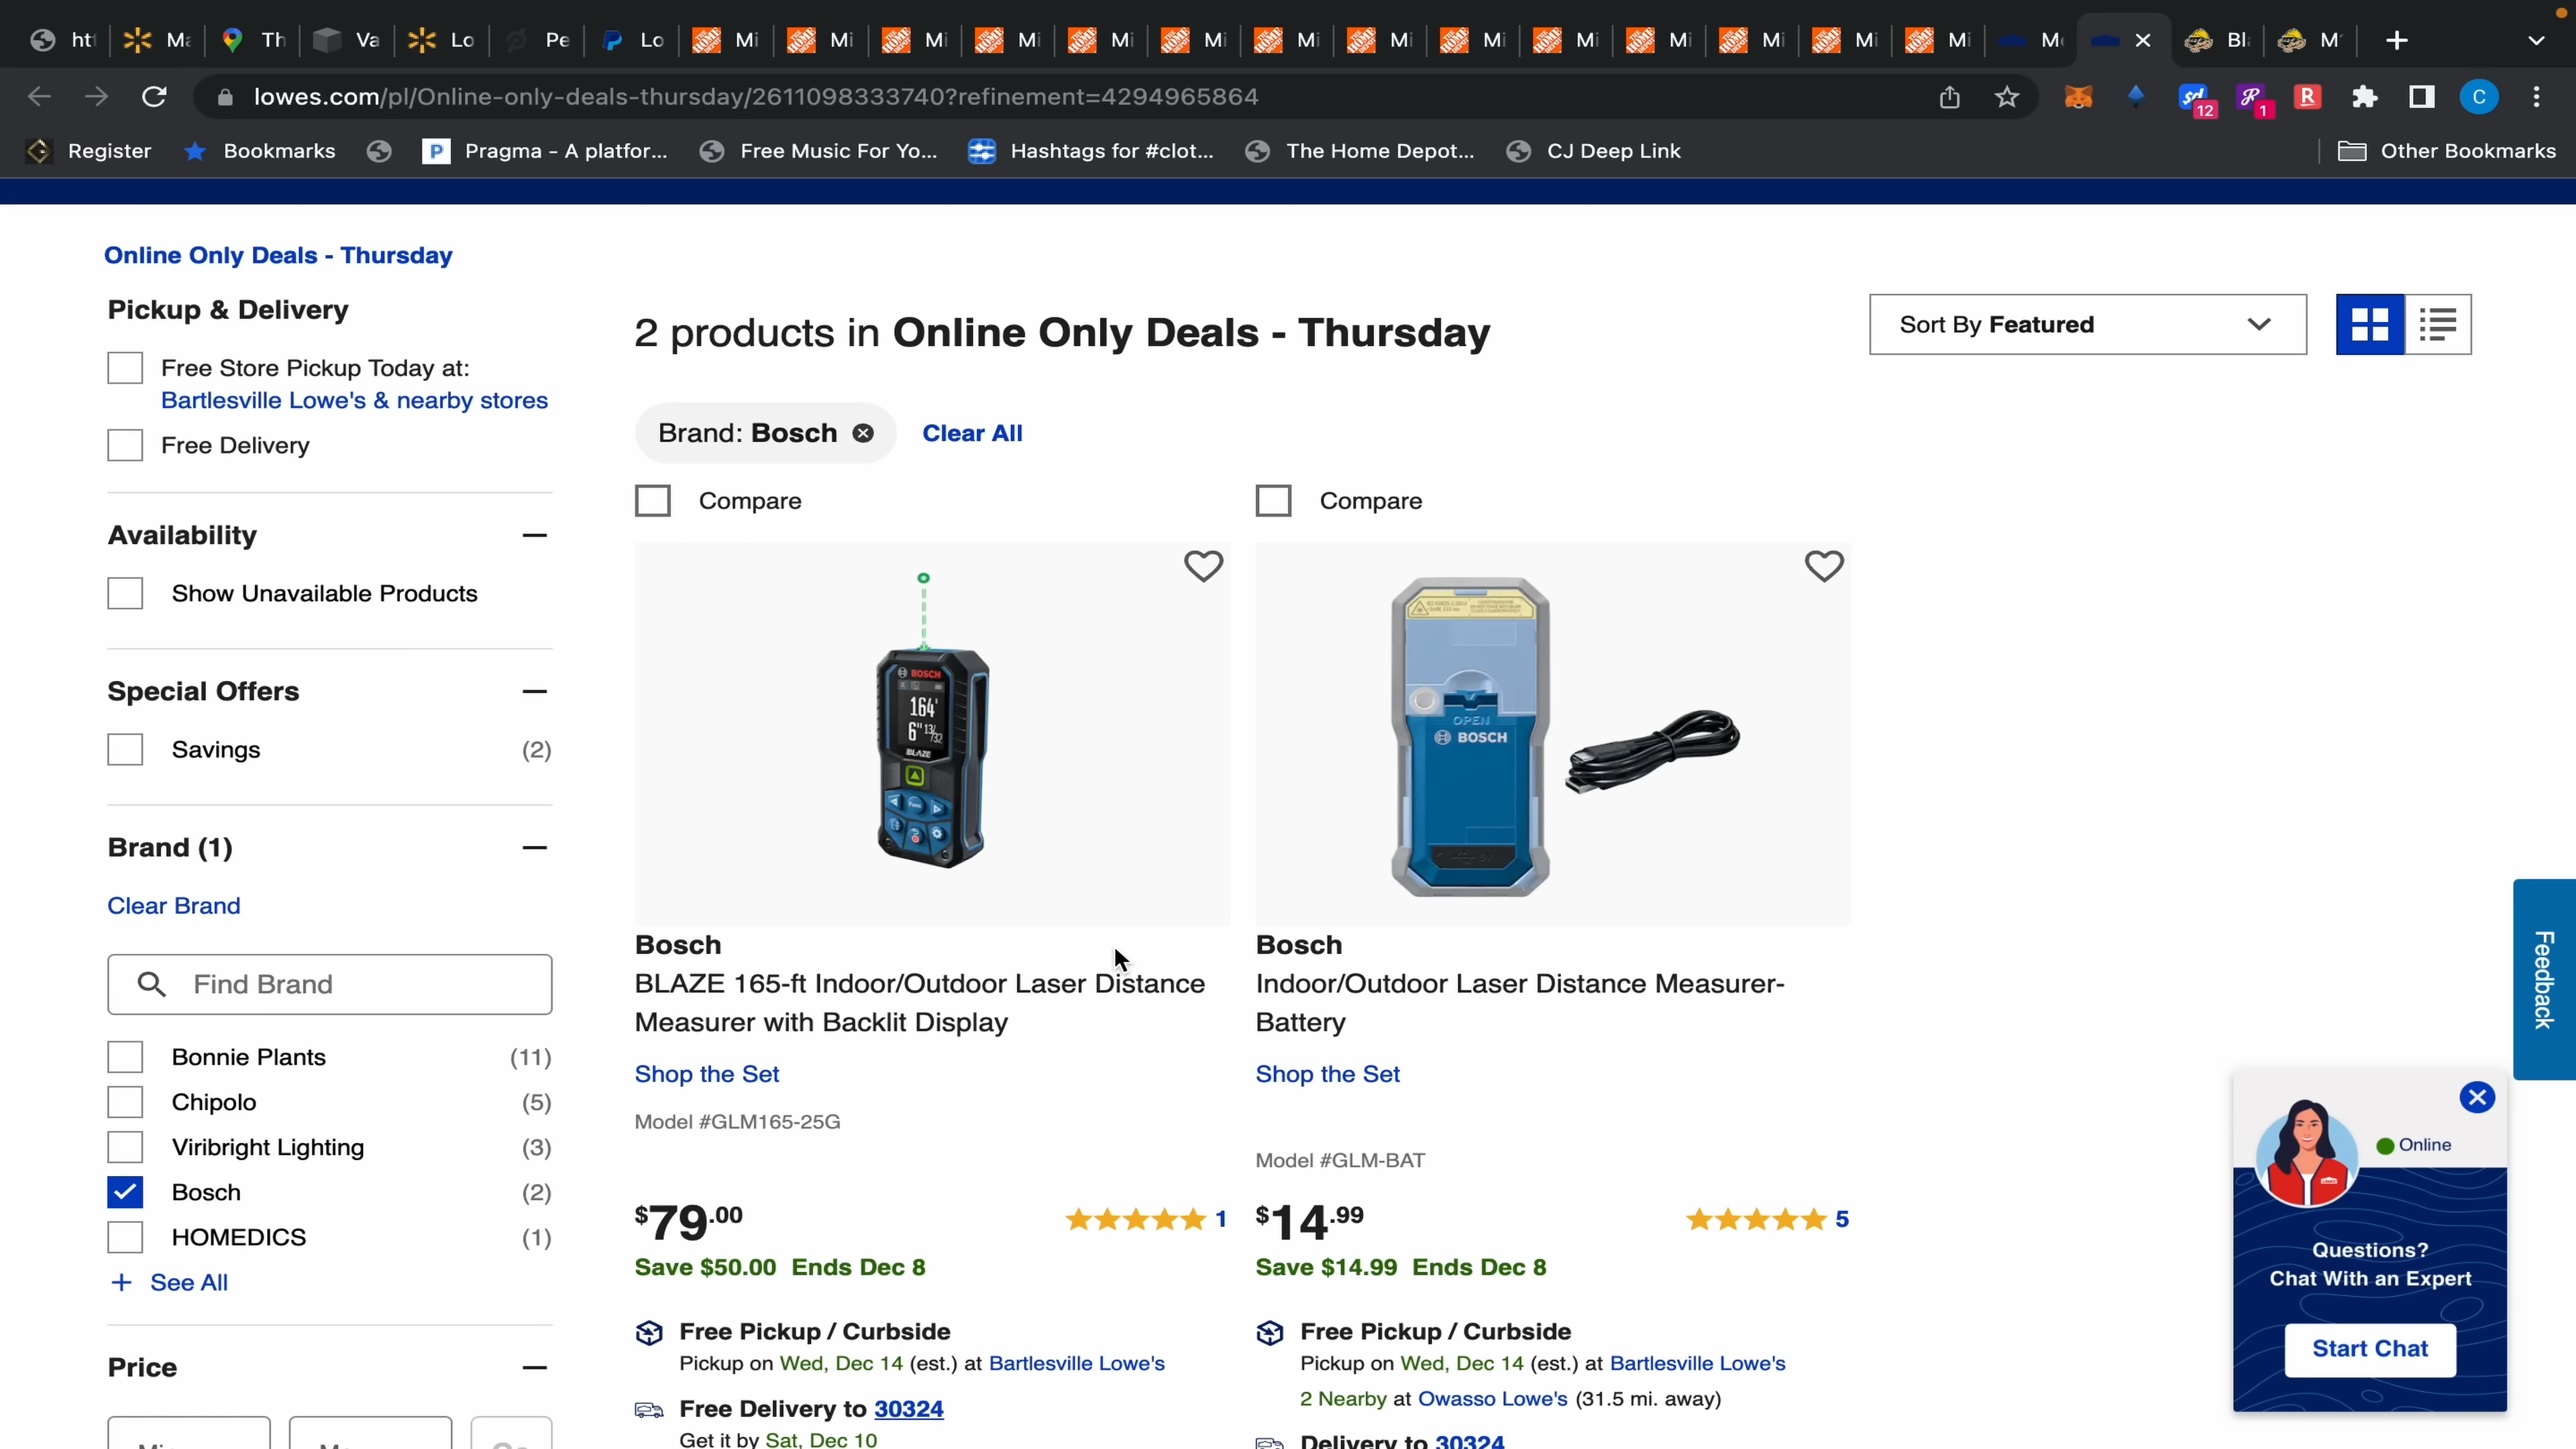 ht
Ma
Th
Va
Lo
Pe
Lo
Mi
Mi
Mi
Mi
Mi
Mi
Mi
Mi
Mi
Mi
Mi
Mi
Mi
Mi
Bl
lowes.com/pl/Online-only-deals-thursday/2611098333740?refinement=4294965864
12
1
C
Register
Bookmarks
Pragma - A platfor...
Free Music For Yo...
Hashtags for #clot...
The Home Depot...
CJ Deep Link
Other Bookmarks
Online Only Deals - Thursday
Pickup & Delivery
Free Store Pickup Today at:
Bartlesville Lowe's & nearby stores
Free Delivery
Availability
Show Unavailable Products
Special Offers
Savings (2)
Brand (1)
Clear Brand
Find Brand
Bonnie Plants (11)
Chipolo (5)
Viribright Lighting (3)
Bosch (2)
HOMEDICS (1)
+ See All
Price
2 products in Online Only Deals - Thursday
Sort By Featured
Brand: Bosch
Clear All
Compare
BOSCH
164'
6" 13/32
BLAZE
Func
Bosch
BLAZE 165-ft Indoor/Outdoor Laser Distance
Measurer with Backlit Display
Shop the Set
Model #GLM165-25G
$79.00
1
Save $50.00 Ends Dec 8
Free Pickup / Curbside
Pickup on Wed, Dec 14 (est.) at Bartlesville Lowe's
Free Delivery to 30324
Get it by Sat, Dec 10
Compare
OPEN
BOSCH
Bosch
Indoor/Outdoor Laser Distance Measurer-
Battery
Shop the Set
Model #GLM-BAT
$14.99
5
Save $14.99 Ends Dec 8
Free Pickup / Curbside
Pickup on Wed, Dec 14 (est.) at Bartlesville Lowe's
2 Nearby at Owasso Lowe's (31.5 mi. away)
Delivery to 30324
Feedback
Online
Questions?
Chat With an Expert
Start Chat